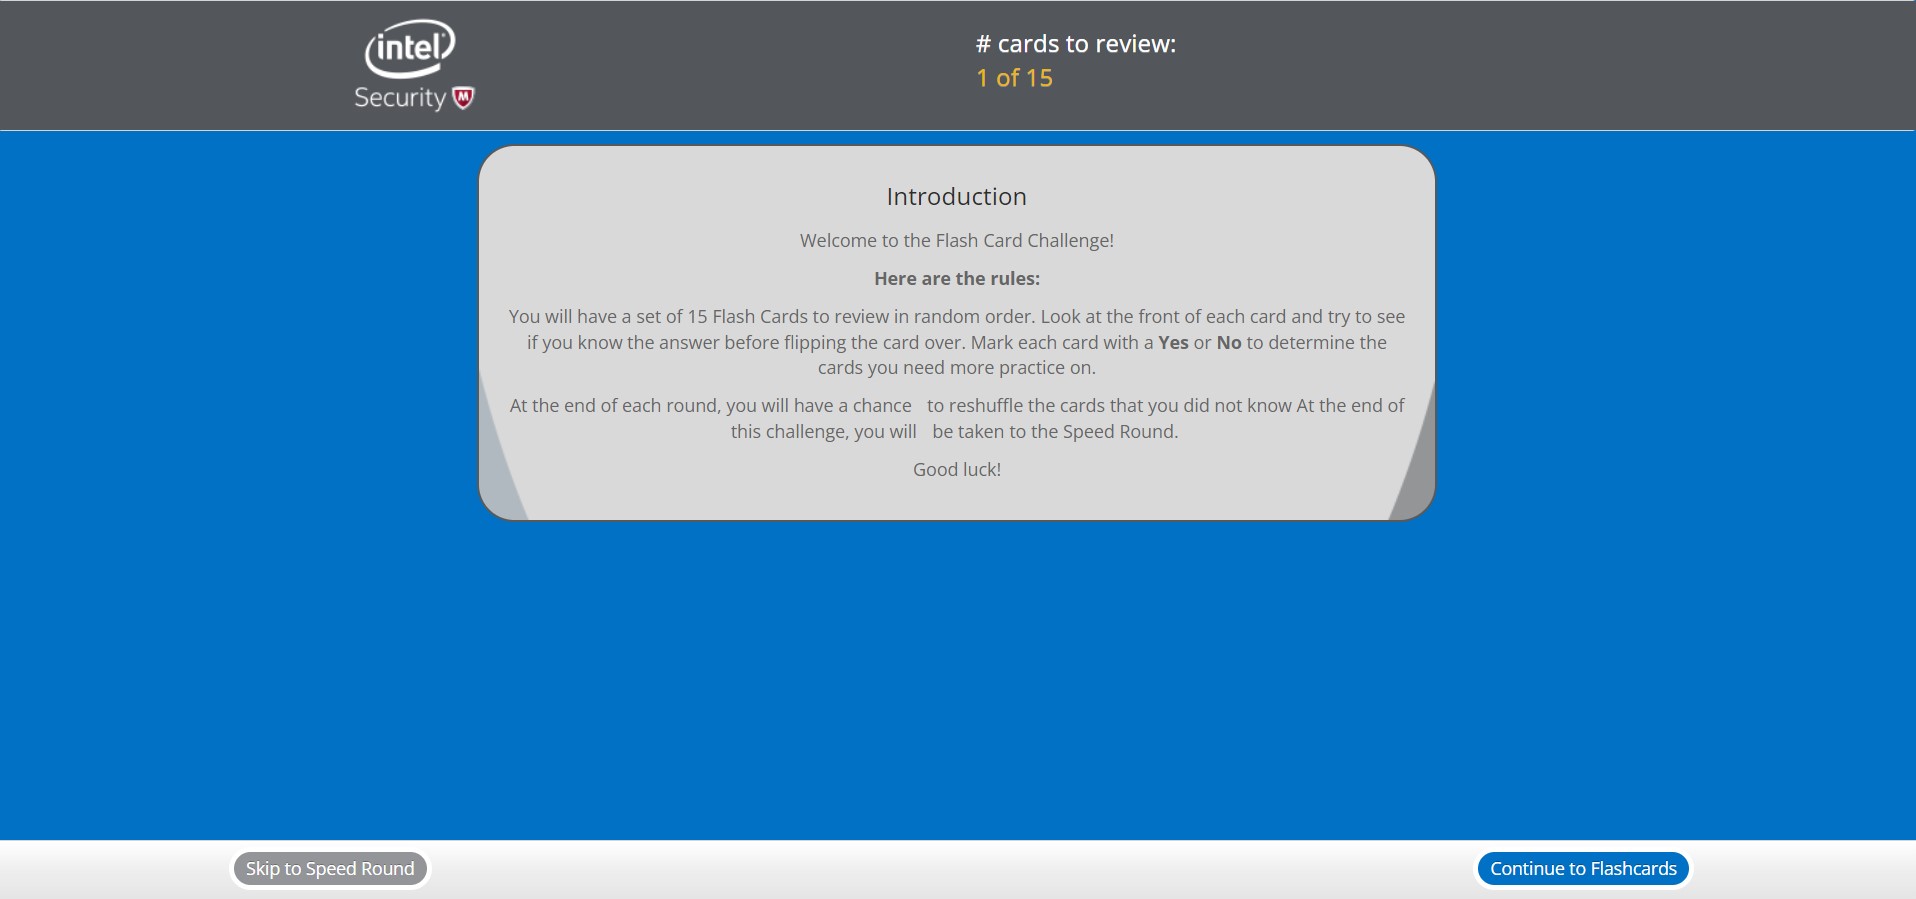 intel
Security
# cards to review:
1 of 15
Introduction
Welcome to the Flash Card Challenge!
Here are the rules:
You will have a set of 15 Flash Cards to review in random order. Look at the front of each card and try to see
if you know the answer before flipping the card over. Mark each card with a Yes or No to determine the
cards you need more practice on.
At the end of each round, you will have a chance   to reshuffle the cards that you did not know At the end of
this challenge, you will   be taken to the Speed Round.
Good luck!
Skip to Speed Round
Continue to Flashcards